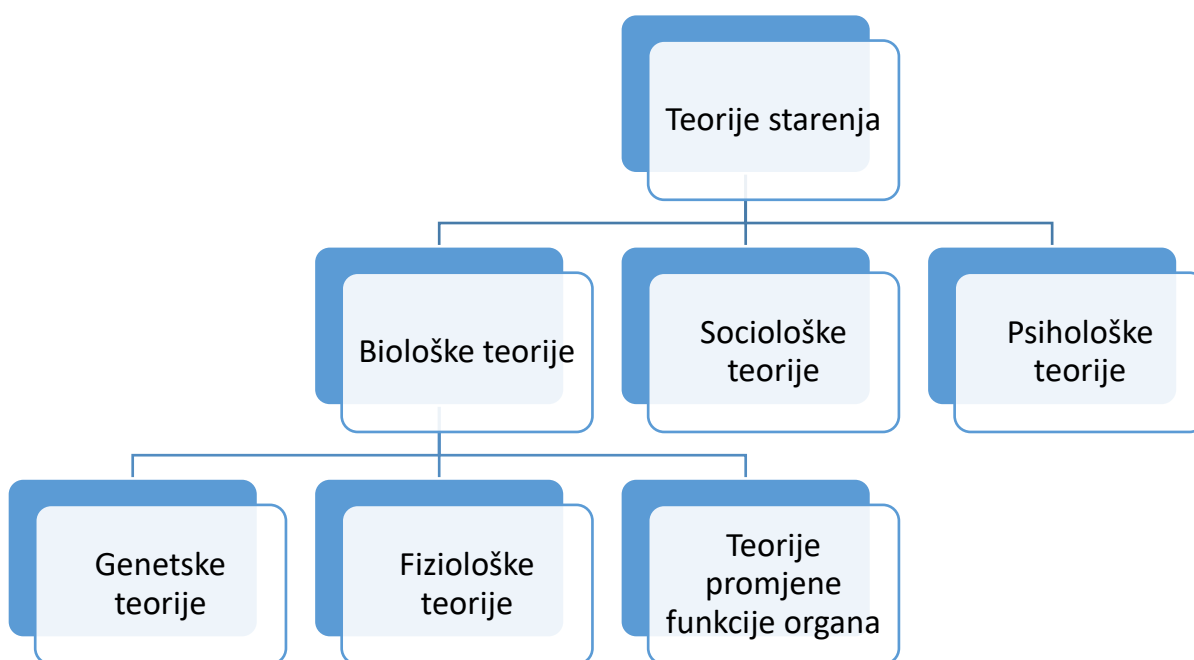 Teorije starenja
Biološke teorije
Sociološke
teorije
Psihološke
teorije
Genetske
teorije
Fiziološke
teorije
Teorije
promjene
funkcije organa